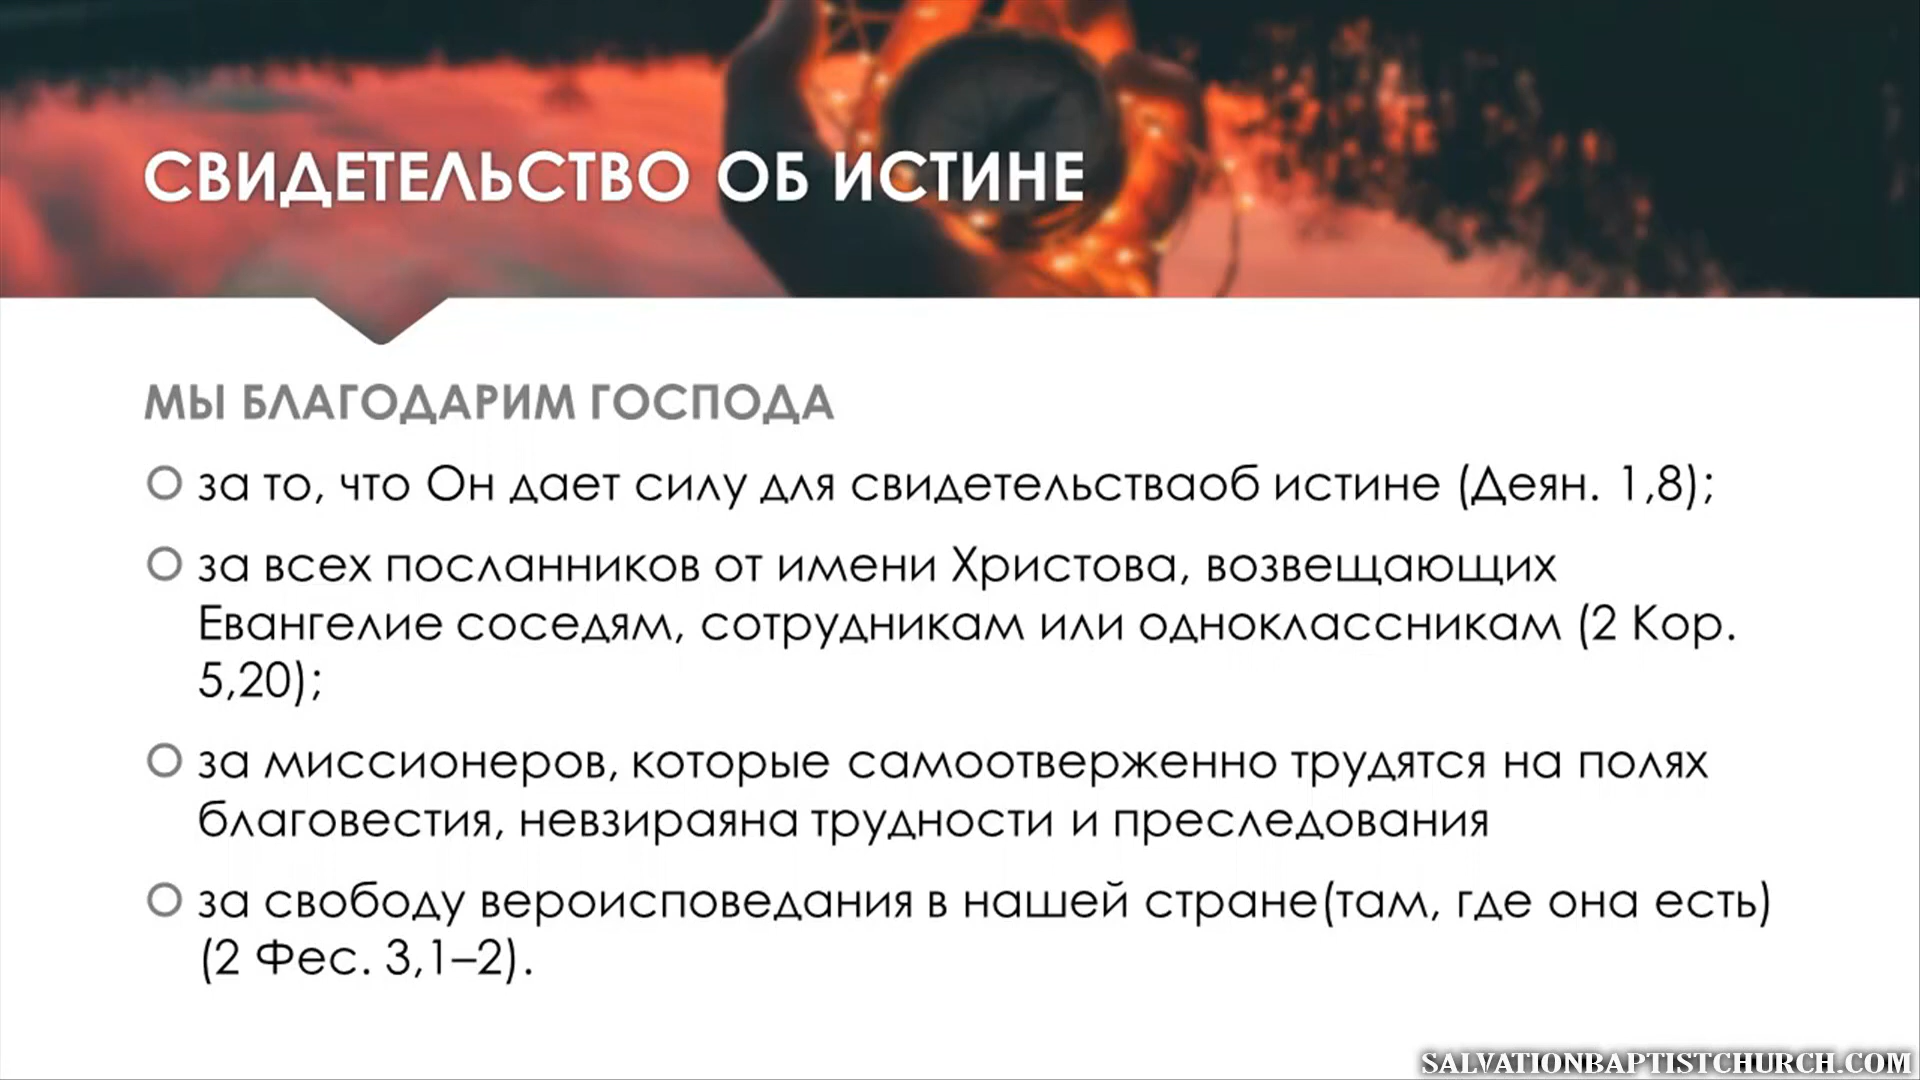 СВИДЕТЕЛЬСТВО ОБ ИСТИНЕ
МЫ БЛАГОДАРИМ ГОСПОДА
за то, что Он дает силу для свидетельстваоб истине (Деян. 1,8);
за всех посланников от имени Христова, возвещающих
Евангелие соседям, сотрудникам или одноклассникам (2 Кор.
5,20);
за миссионеров, которые самоотверженно трудятся на полях
благовестия, невзираяна трудности и преследования
за свободу вероисповедания в нашей стране(там, где она есть)
(2 Фес. 3,1–2).
SALVATIONBAPTISTCHURCH.COM